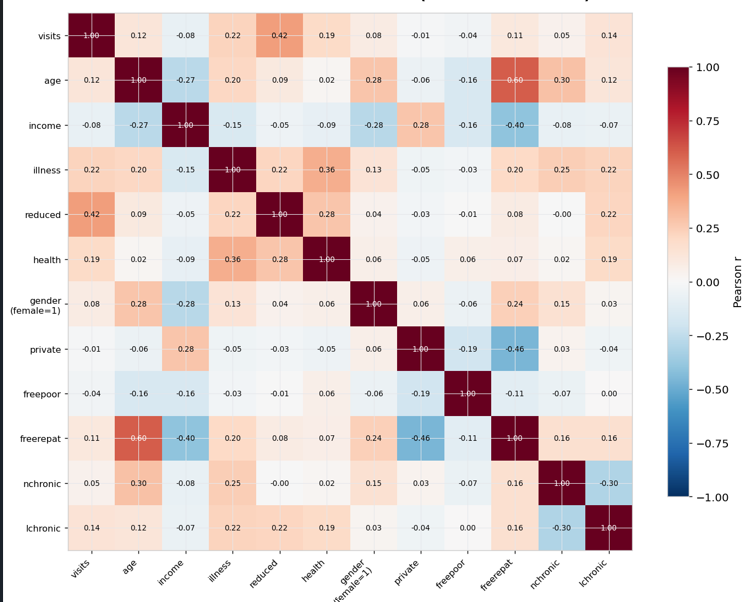 visits 1.00 0.12 -0.08 0.22 0.42 0.19 0.08 -0.01 -0.04 0.11 0.05 0.14
age 0.12 1.00 -0.27 0.20 0.09 0.02 0.28 -0.06 -0.16 0.60 0.30 0.12
income -0.08 -0.27 1.00 -0.15 -0.05 -0.09 -0.28 0.28 -0.16 -0.40 -0.08 -0.07
illness 0.22 0.20 -0.15 1.00 0.22 0.36 0.13 -0.05 -0.03 0.20 0.25 0.22
reduced 0.42 0.09 -0.05 0.22 1.00 0.28 0.04 -0.03 -0.01 0.08 -0.00 0.22
health 0.19 0.02 -0.09 0.36 0.28 1.00 0.06 -0.05 0.06 0.07 0.02 0.19
gender
(female=1) 0.08 0.28 -0.28 0.13 0.04 0.06 1.00 0.06 -0.06 0.24 0.15 0.03
private -0.01 -0.06 0.28 -0.05 -0.03 -0.05 0.06 1.00 -0.19 -0.46 0.03 -0.04
freepoor -0.04 -0.16 -0.16 -0.03 -0.01 0.06 -0.06 -0.19 1.00 -0.11 -0.07 0.00
freerepat 0.11 0.60 -0.40 0.20 0.08 0.07 0.24 -0.46 -0.11 1.00 0.16 0.16
nchronic 0.05 0.30 -0.08 0.25 -0.00 0.02 0.15 0.03 -0.07 0.16 1.00 -0.30
lchronic 0.14 0.12 -0.07 0.22 0.22 0.19 0.03 -0.04 0.00 0.16 -0.30 1.00
visits age income illness reduced health gender private freepoor freerepat nchronic lchronic
female=1)
1.00
0.75
0.50
0.25
0.00
−0.25
−0.50
−0.75
−1.00
Pearson r